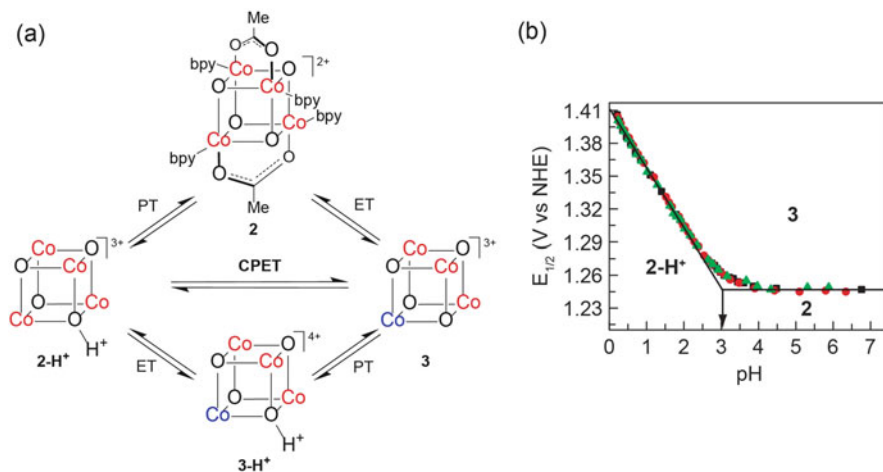 (a)
Me
O
O
bpy
Co
O
]2+
O
Co
bpy
O
Co
bpy
Co
O
bpy
O
O
Me
2
PT
ET
Co
O
]3+
O
Co
O
Co
Co
O
H+
2-H+
CPET
Co
O
]3+
O
Co
O
Co
Co
O
3
ET
PT
Co
O
]4+
O
Co
O
Co
Co
O
H+
3-H+
(b)
E1/2 (V vs NHE)
1.41
1.38
1.35
1.32
1.29
1.26
1.23
3
2-H+
2
0 1 2 3 4 5 6 7
pH